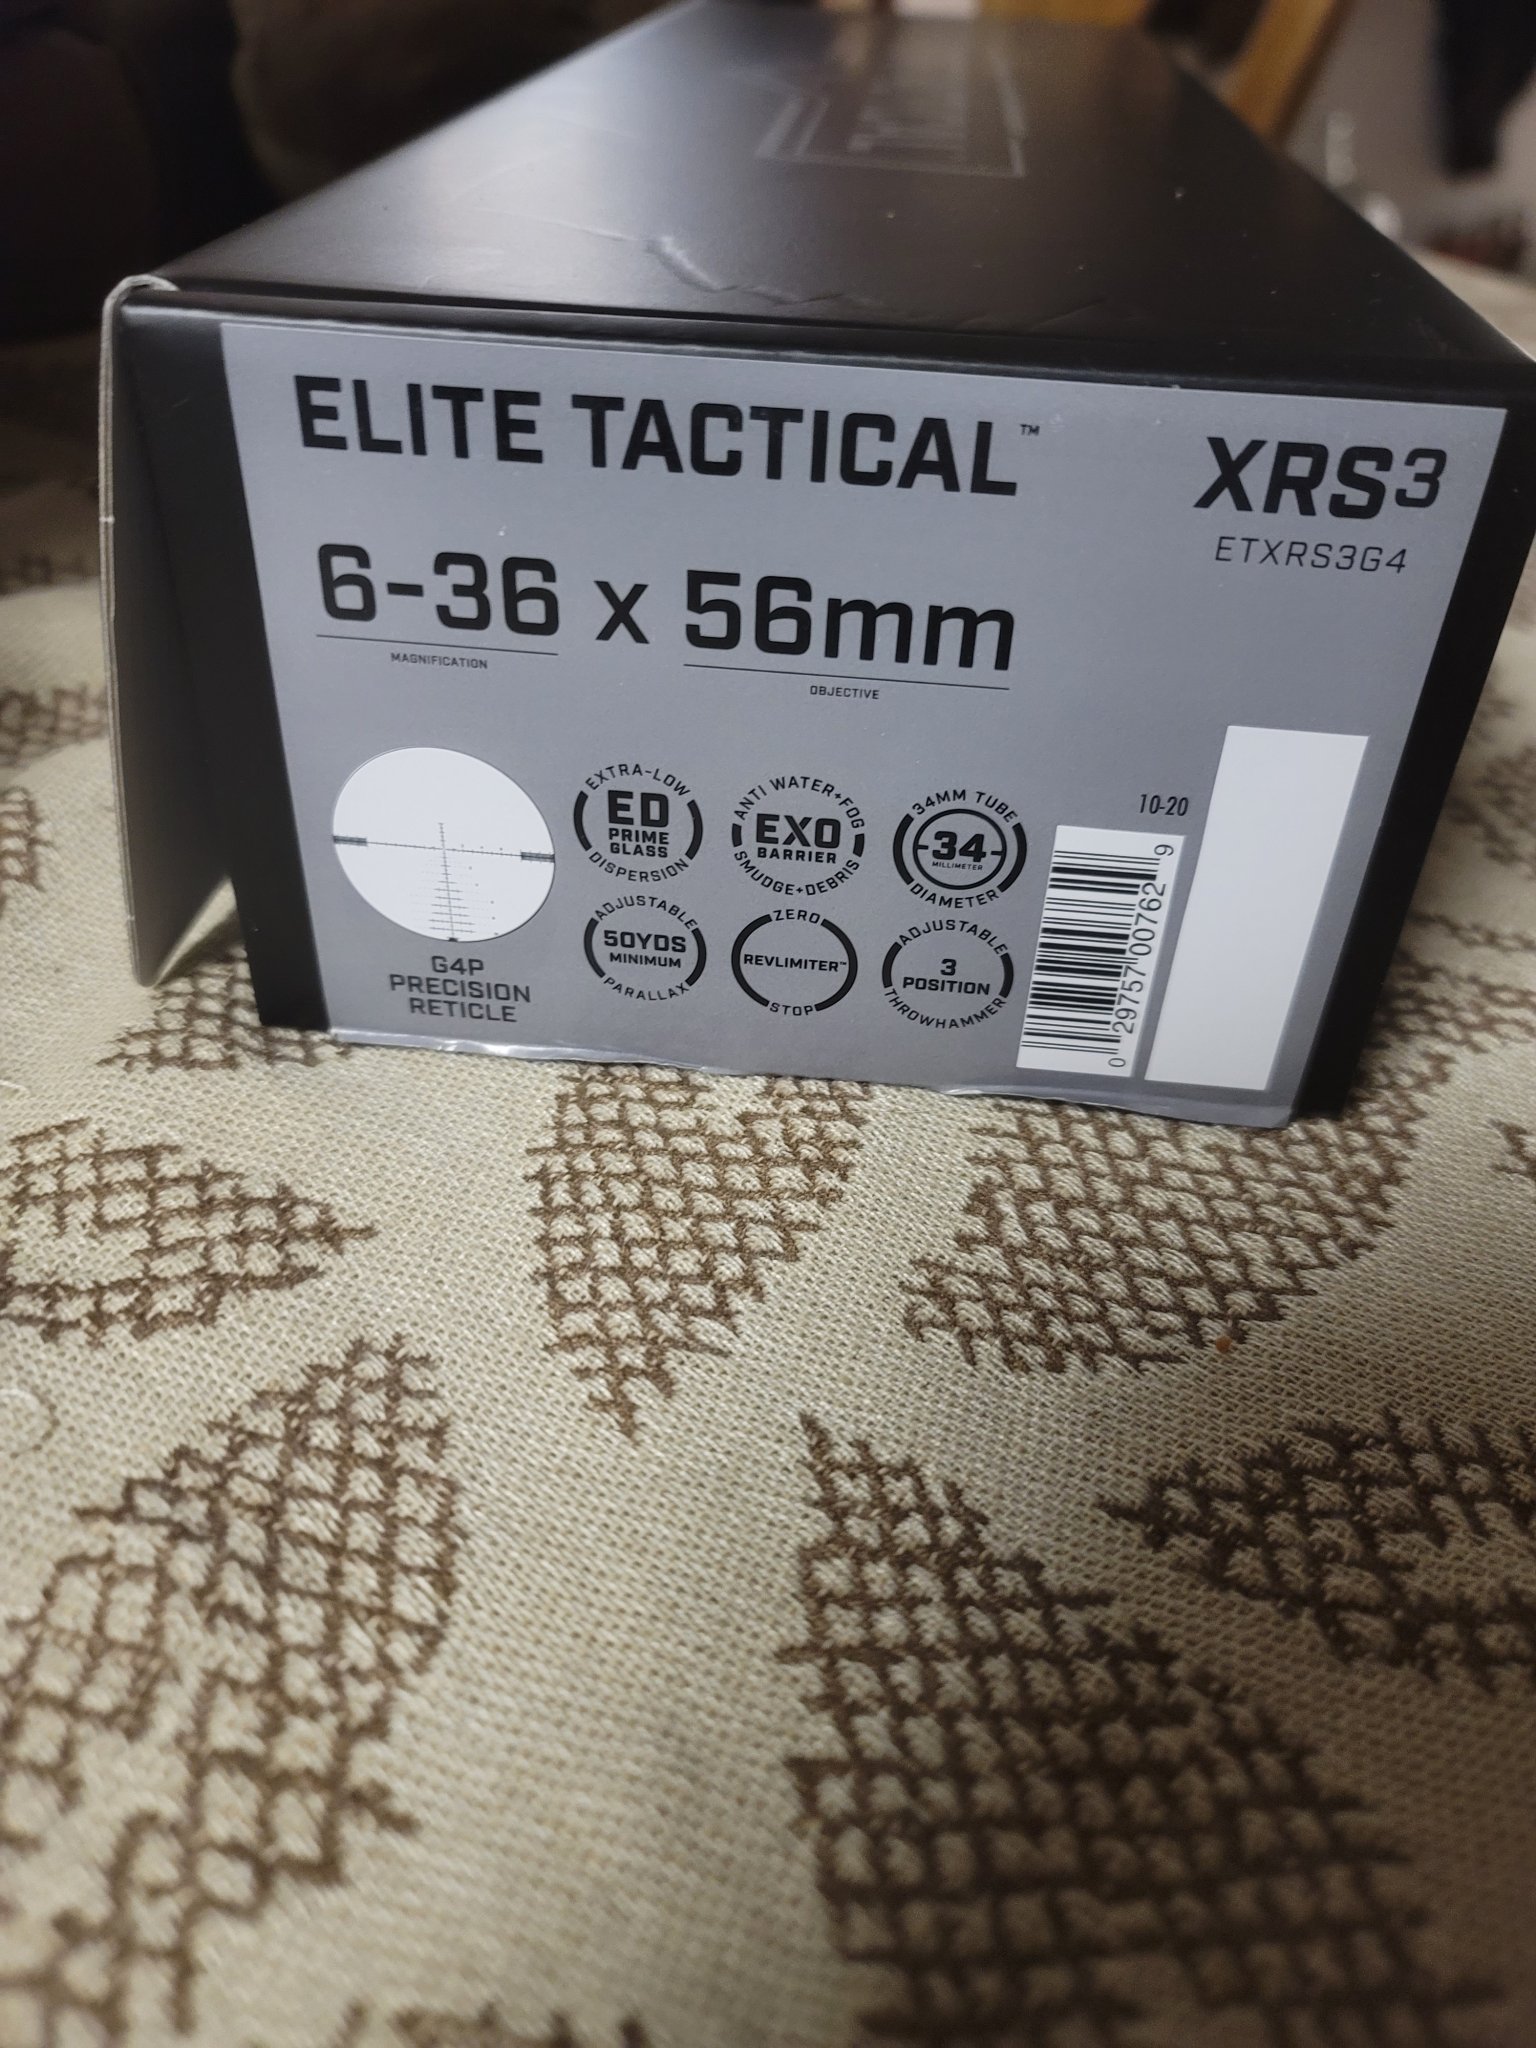 ELITE TACTICAL™
XRS3
ETXRS3G4
6-36 x 56mm
MAGNIFICATION
OBJECTIVE
G4P
PRECISION
RETICLE
EXTRA-LOW
ED
PRIME
GLASS
DISPERSION
ANTI WATER+FOG
EXO
BARRIER
SMUDGE+DEBRIS
34MM TUBE
-34-
MILLIMETER
DIAMETER
ADJUSTABLE
50YDS
MINIMUM
PARALLAX
ZERO
REVLIMITER™
STOP
ADJUSTABLE
3
POSITION
THROWHAMMER
10-20
0 29757 00762 9